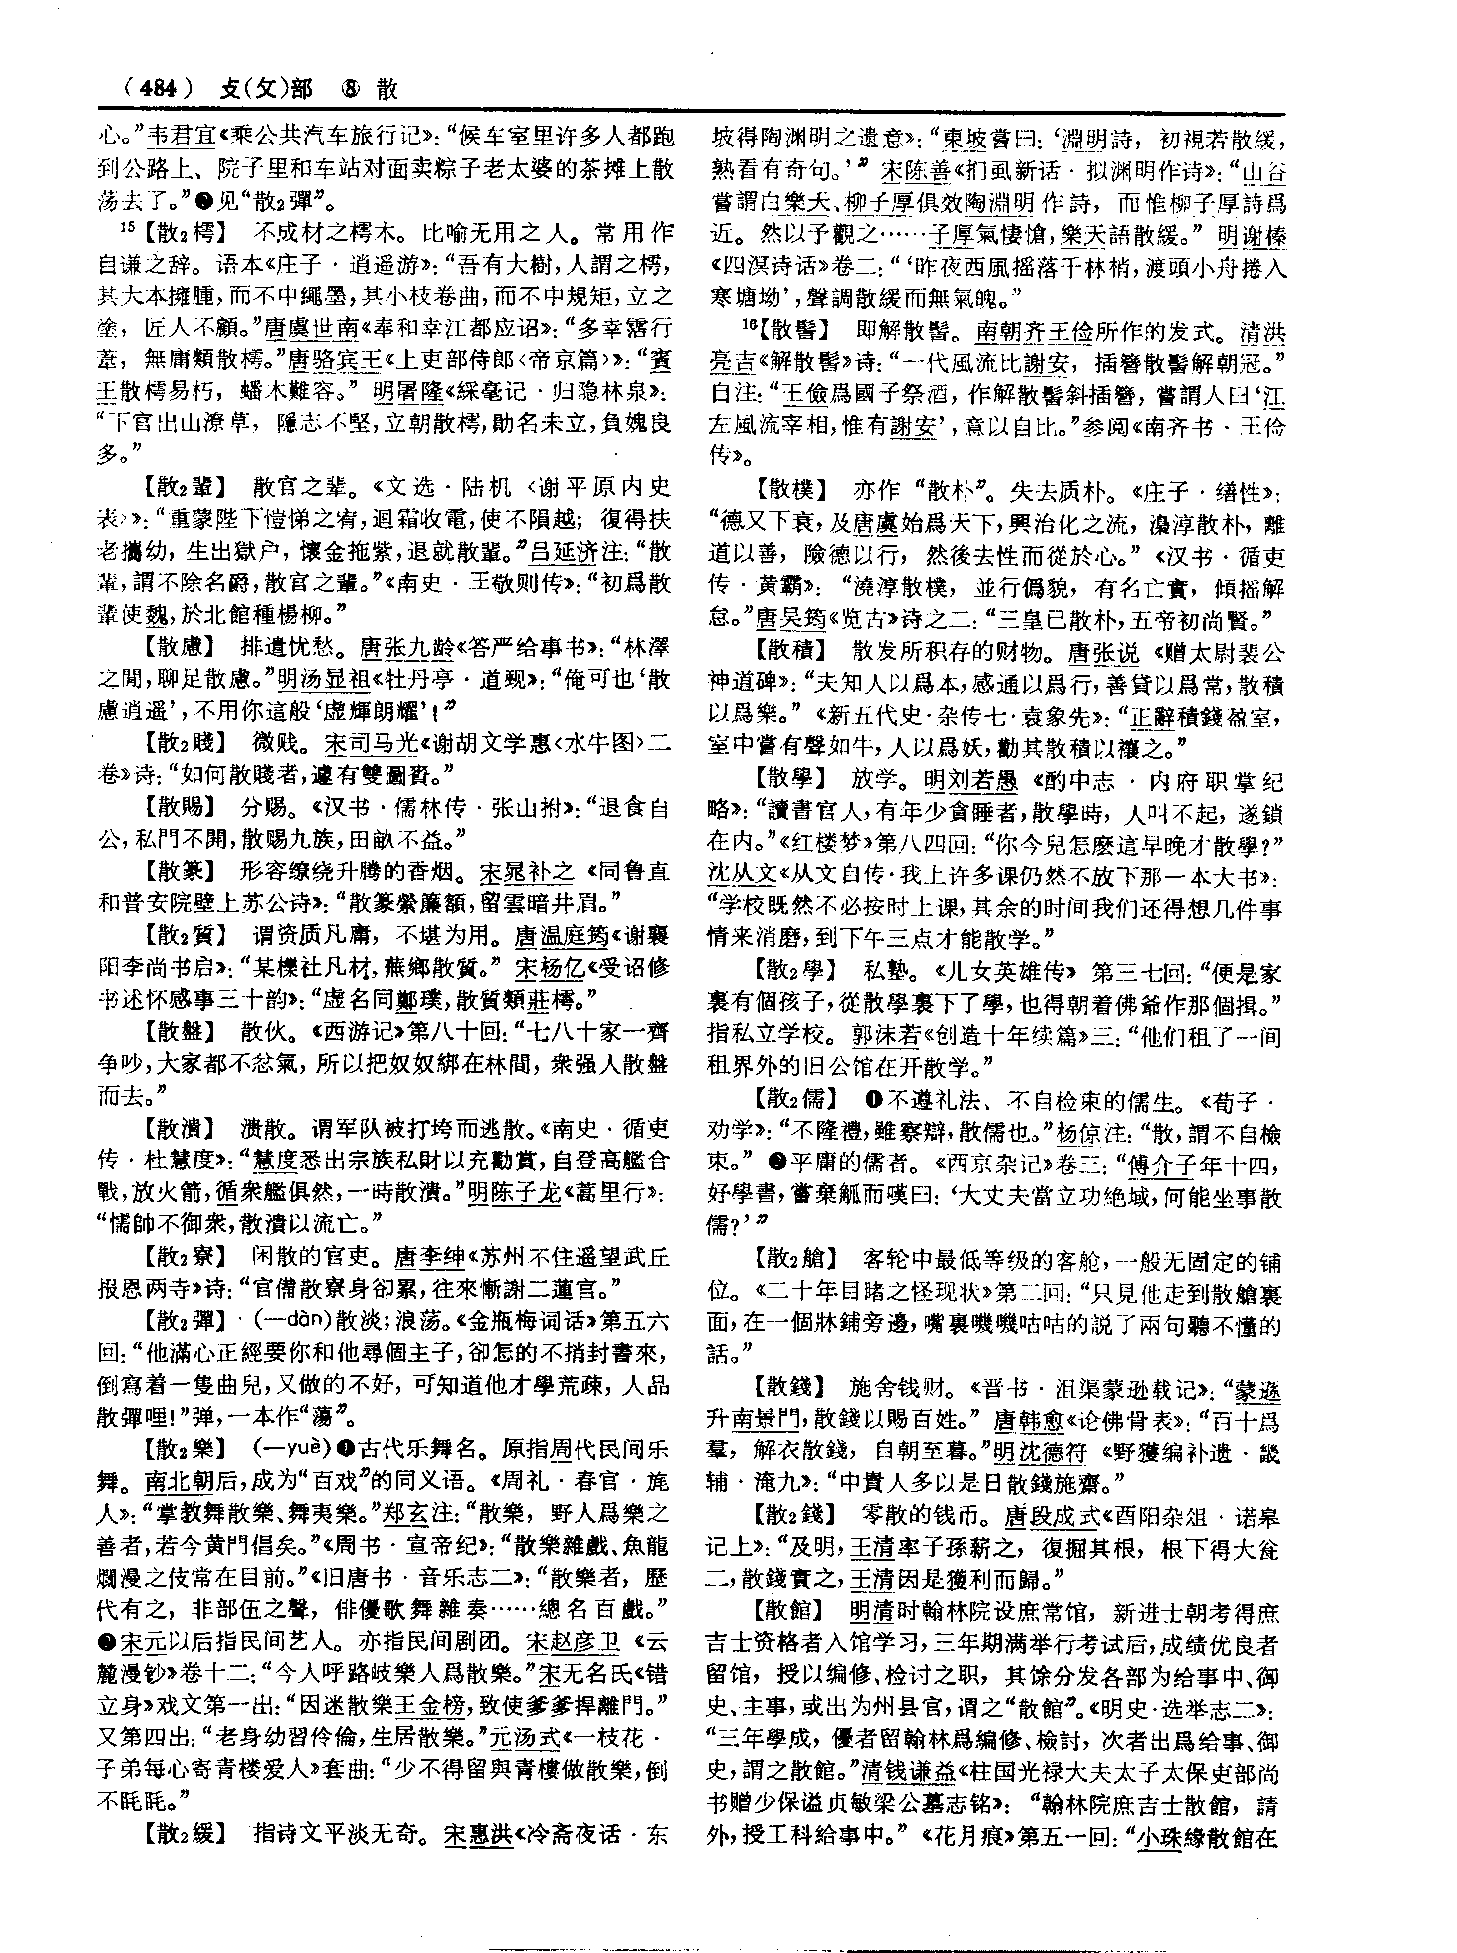 （484） 攴(攵)部 ⑧ 散
心。”韦君宜《乘公共汽车旅行记》：“候车室里许多人都跑
到公路上、院子里和车站对面卖粽子老太婆的茶摊上散
荡去了。”❷见“散₂彈”。
¹⁵【散₂樗】 不成材之樗木。比喻无用之人。常用作
自谦之辞。语本《庄子·逍遥游》：“吾有大樹，人謂之樗，
其大本擁腫，而不中繩墨，其小枝卷曲，而不中規矩，立之
塗，匠人不顧。”唐虞世南《奉和幸江都应诏》：“多幸霑行
葦，無庸類散樗。”唐骆宾王《上吏部侍郎〈帝京篇〉》：“賓
王散樗易朽，蟠木難容。”明屠隆《綵毫记·归隐林泉》：
“下官出山潦草，隱志不堅，立朝散樗，勛名未立，負媿良
多。”
【散₂輩】 散官之辈。《文选·陆机〈谢平原内史
表〉》：“重蒙陛下愷悌之宥，迴霜收電，使不隕越；復得扶
老攜幼，生出獄户，懷金拖紫，退就散輩。”吕延济注：“散
輩，謂不除名爵，散官之輩。”《南史·王敬则传》：“初爲散
輩使魏，於北館種楊柳。”
【散慮】 排遣忧愁。唐张九龄《答严给事书》：“林澤
之閒，聊足散慮。”明汤显祖《牡丹亭·道觋》：“俺可也‘散
慮逍遥’，不用你這般‘虚輝朗耀’！”
【散₂賤】 微贱。宋司马光《谢胡文学惠〈水牛图〉二
卷》诗：“如何散賤者，遽有雙圖賚。”
【散賜】 分赐。《汉书·儒林传·张山拊》：“退食自
公，私門不開，散賜九族，田畝不益。”
【散篆】 形容缭绕升腾的香烟。宋晁补之《同鲁直
和普安院壁上苏公诗》：“散篆縈簾額，留雲暗井眉。”
【散₂質】 谓资质凡庸，不堪为用。唐温庭筠《谢襄
阳李尚书启》：“某櫟社凡材，蕪鄉散質。”宋杨亿《受诏修
书述怀感事三十韵》：“虚名同鄭璞，散質類莊樗。”
【散盤】 散伙。《西游记》第八十回：“七八十家一齊
争吵，大家都不忿氣，所以把奴奴綁在林間，衆强人散盤
而去。”
【散潰】 溃散。谓军队被打垮而逃散。《南史·循吏
传·杜慧度》：“慧度悉出宗族私財以充勸賞，自登高艦合
戰，放火箭，循衆艦俱然，一時散潰。”明陈子龙《蒿里行》：
“懦帥不御衆，散潰以流亡。”
【散₂寮】 闲散的官吏。唐李绅《苏州不住遥望武丘
报恩两寺》诗：“官備散寮身卻累，往來慚謝二蓮宫。”
【散₂彈】 （—dàn）散淡；浪荡。《金瓶梅词话》第五六
回：“他滿心正經要你和他尋個主子，卻怎的不捎封書來，
倒寫着一隻曲兒，又做的不好，可知道他才學荒疎，人品
散彈哩！”弹，一本作“蕩”。
【散₂樂】 （—yuè）❶古代乐舞名。原指周代民间乐
舞。南北朝后，成为“百戏”的同义语。《周礼·春官·旄
人》：“掌教舞散樂、舞夷樂。”郑玄注：“散樂，野人爲樂之
善者，若今黄門倡矣。”《周书·宣帝纪》：“散樂雜戲、魚龍
爛漫之伎常在目前。”《旧唐书·音乐志二》：“散樂者，歷
代有之，非部伍之聲，俳優歌舞雜奏……總名百戲。”
❷宋元以后指民间艺人。亦指民间剧团。宋赵彦卫《云
麓漫钞》卷十二：“今人呼路岐樂人爲散樂。”宋无名氏《错
立身》戏文第一出：“因迷散樂王金榜，致使爹爹捍離門。”
又第四出：“老身幼習伶倫，生居散樂。”元汤式《一枝花·
子弟每心寄青楼爱人》套曲：“少不得留與青樓做散樂，倒
不眊眊。”
【散₂缓】 指诗文平淡无奇。宋惠洪《冷斋夜话·东
坡得陶渊明之遗意》：“東坡嘗曰：‘淵明詩，初視若散緩，
熟看有奇句。’”宋陈善《扪虱新话·拟渊明作诗》：“山谷
嘗謂白樂天、柳子厚俱效陶淵明作詩，而惟柳子厚詩爲
近。然以予觀之……子厚氣悽愴，樂天語散緩。”明谢榛
《四溟诗话》卷二：“‘昨夜西風摇落千林梢，渡頭小舟捲入
寒塘坳’，聲調散緩而無氣魄。”
¹⁶【散髻】 即解散髻。南朝齐王俭所作的发式。清洪
亮吉《解散髻》诗：“一代風流比謝安，插簪散髻解朝冠。”
自注：“王儉爲國子祭酒，作解散髻斜插簪，嘗謂人曰‘江
左風流宰相，惟有謝安’，意以自比。”参阅《南齐书·王俭
传》。
【散樸】 亦作“散朴”。失去质朴。《庄子·缮性》：
“德又下衰，及唐虞始爲天下，興治化之流，澆淳散朴，離
道以善，險德以行，然後去性而從於心。”《汉书·循吏
传·黄霸》：“澆淳散樸，並行僞貌，有名亡實，傾摇解
怠。”唐吴筠《览古》诗之二：“三皇已散朴，五帝初尚賢。”
【散積】 散发所积存的财物。唐张说《赠太尉裴公
神道碑》：“夫知人以爲本，感通以爲行，善貸以爲常，散積
以爲樂。”《新五代史·杂传七·袁象先》：“正辭積錢盈室，
室中嘗有聲如牛，人以爲妖，勸其散積以禳之。”
【散學】 放学。明刘若愚《酌中志·内府职掌纪
略》：“讀書官人，有年少貪睡者，散學時，人叫不起，遂鎖
在内。”《红楼梦》第八四回：“你今兒怎麽這早晚才散學？”
沈从文《从文自传·我上许多课仍然不放下那一本大书》：
“学校既然不必按时上课，其余的时间我们还得想几件事
情来消磨，到下午三点才能散学。”
【散₂學】 私塾。《儿女英雄传》第三七回：“便是家
裏有個孩子，從散學裏下了學，也得朝着佛爺作那個揖。”
指私立学校。郭沫若《创造十年续篇》三：“他们租了一间
租界外的旧公馆在开散学。”
【散₂儒】 ❶不遵礼法、不自检束的儒生。《荀子·
劝学》：“不隆禮，雖察辯，散儒也。”杨倞注：“散，謂不自檢
束。”❷平庸的儒者。《西京杂记》卷三：“傅介子年十四，
好學書，嘗棄觚而嘆曰：‘大丈夫當立功絶域，何能坐事散
儒？’”
【散₂艙】 客轮中最低等级的客舱，一般无固定的铺
位。《二十年目睹之怪现状》第二回：“只見他走到散艙裏
面，在一個牀鋪旁邊，嘴裏嘰嘰咕咕的説了兩句聽不懂的
話。”
【散錢】 施舍钱财。《晋书·沮渠蒙逊载记》：“蒙遜
升南景門，散錢以賜百姓。”唐韩愈《论佛骨表》：“百十爲
羣，解衣散錢，自朝至暮。”明沈德符《野獲编补遗·畿
辅·淹九》：“中貴人多以是日散錢施齋。”
【散₂錢】 零散的钱币。唐段成式《酉阳杂俎·诺皋
记上》：“及明，王清率子孫薪之，復掘其根，根下得大瓮
二，散錢實之，王清因是獲利而歸。”
【散館】 明清时翰林院设庶常馆，新进士朝考得庶
吉士资格者入馆学习，三年期满举行考试后，成绩优良者
留馆，授以编修、检讨之职，其馀分发各部为给事中、御
史、主事，或出为州县官，谓之“散館”。《明史·选举志二》：
“三年學成，優者留翰林爲編修、檢討，次者出爲给事、御
史，謂之散館。”清钱谦益《柱国光禄大夫太子太保吏部尚
书赠少保谥贞敏梁公墓志铭》：“翰林院庶吉士散館，請
外，授工科給事中。”《花月痕》第五一回：“小珠緣散館在